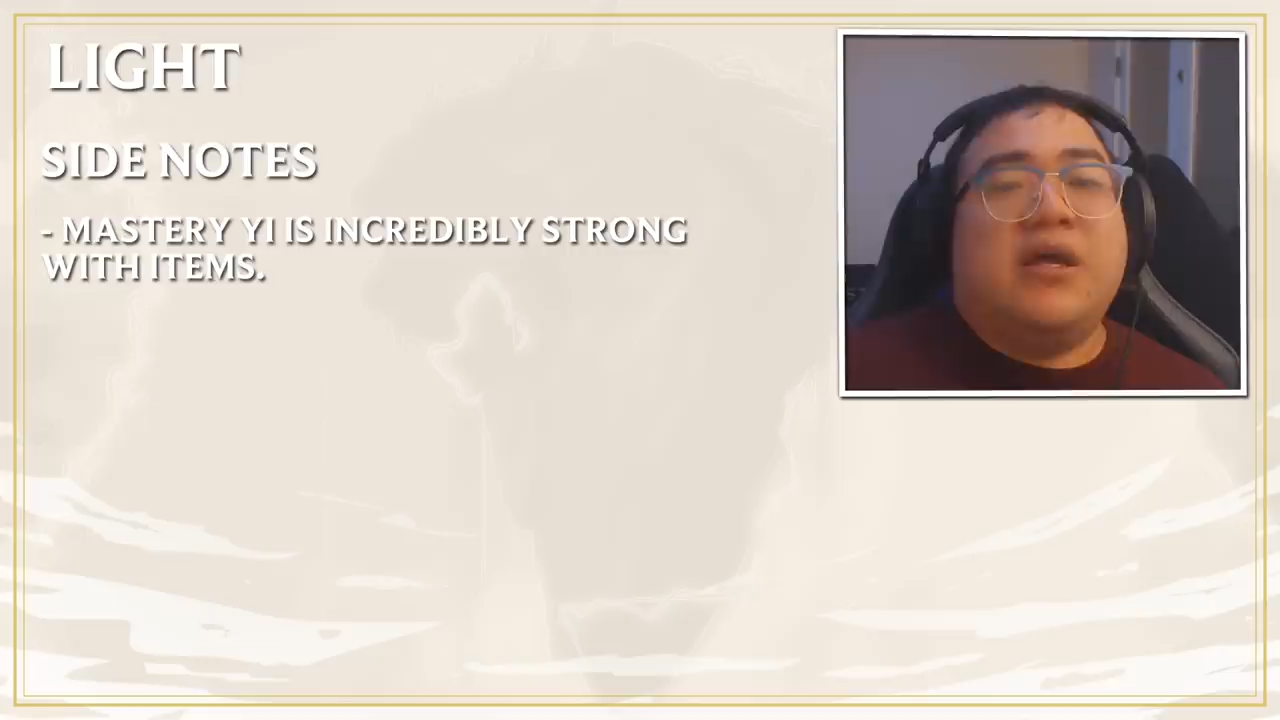 LIGHT
SIDE NOTES
- MASTERY YI IS INCREDIBLY STRONG
WITH ITEMS.